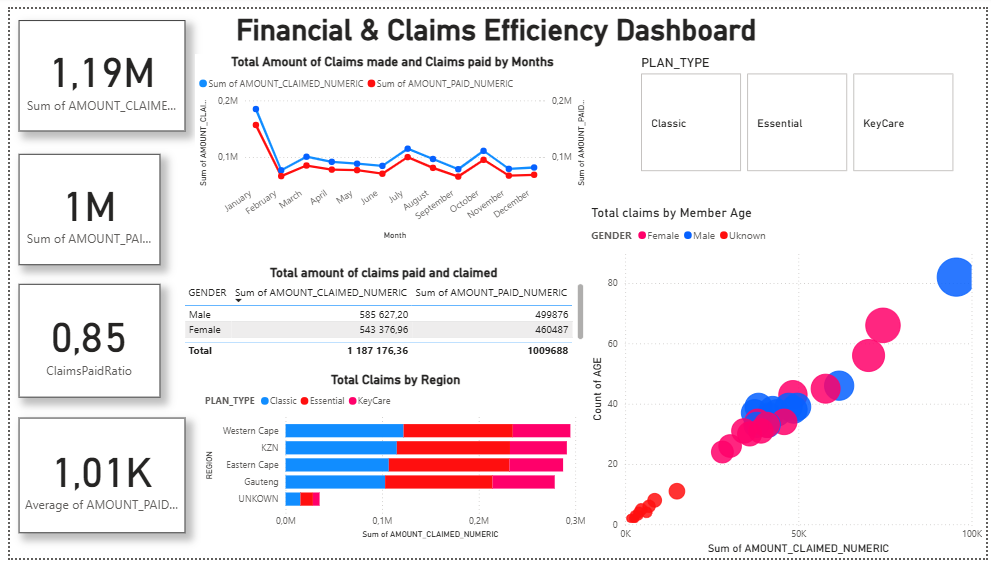 Financial & Claims Efficiency Dashboard
1,19M
Sum of AMOUNT_CLAIME...
1M
Sum of AMOUNT_PAI...
0,85
ClaimsPaidRatio
1,01K
Average of AMOUNT_PAID...
Total Amount of Claims made and Claims paid by Months
Sum of AMOUNT_CLAIMED_NUMERIC Sum of AMOUNT_PAID_NUMERIC
Sum of AMOUNT_CLAI...
0,2M
0,1M
0,2M
0,1M
Sum of AMOUNT_PAID...
January
February
March
April
May
June
July
August
September
October
November
December
Month
Total amount of claims paid and claimed
GENDER Sum of AMOUNT_CLAIMED_NUMERIC Sum of AMOUNT_PAID_NUMERIC
Male 585 627,20 499876
Female 543 376,96 460487
Total 1 187 176,36 1009688
Total Claims by Region
PLAN_TYPE Classic Essential KeyCare
REGION
Western Cape
KZN
Eastern Cape
Gauteng
UNKOWN
0,0M 0,1M 0,2M 0,3M
Sum of AMOUNT_CLAIMED_NUMERIC
PLAN_TYPE
Classic Essential KeyCare
Total claims by Member Age
GENDER Female Male Uknown
Count of AGE
80
60
40
20
0
0K 50K 100K
Sum of AMOUNT_CLAIMED_NUMERIC